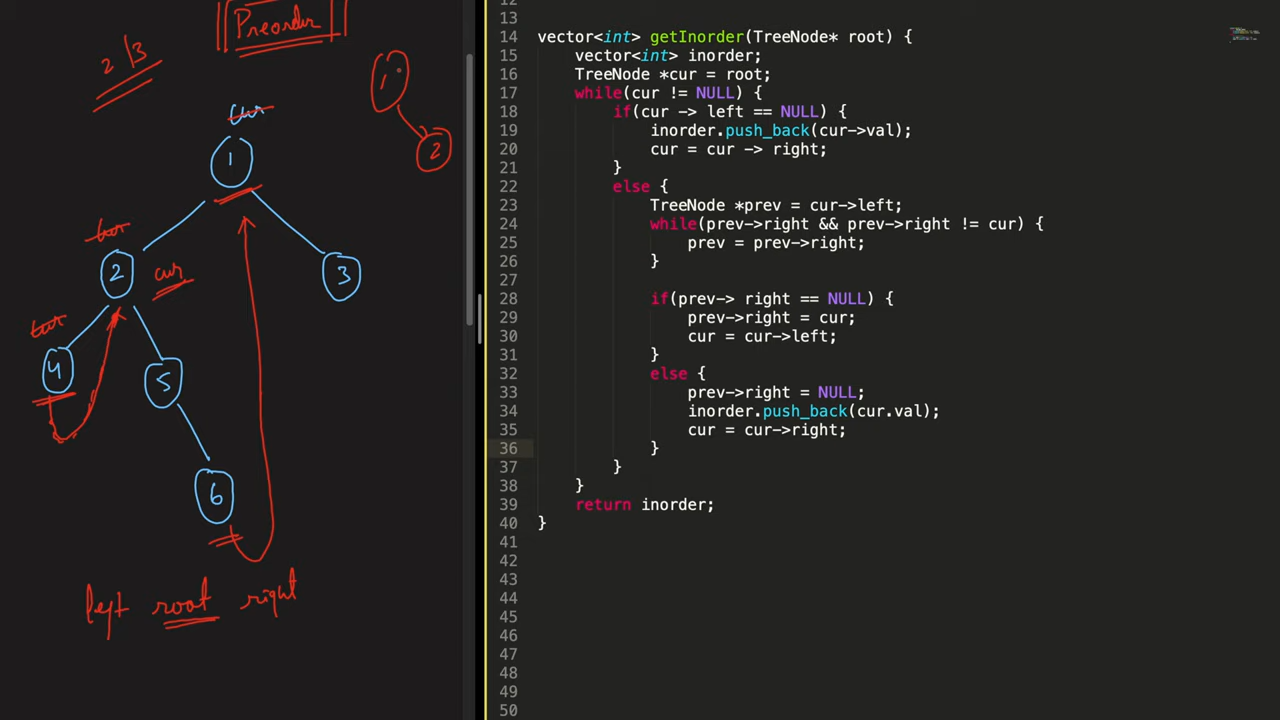 Preorder
2/3
1
2
cur
1
cur
2
cur
3
cur
4
5
6
left root right
12
13
14 vector<int> getInorder(TreeNode* root) {
15 vector<int> inorder;
16 TreeNode *cur = root;
17 while(cur != NULL) {
18 if(cur -> left == NULL) {
19 inorder.push_back(cur->val);
20 cur = cur -> right;
21 }
22 else {
23 TreeNode *prev = cur->left;
24 while(prev->right && prev->right != cur) {
25 prev = prev->right;
26 }
27
28 if(prev-> right == NULL) {
29 prev->right = cur;
30 cur = cur->left;
31 }
32 else {
33 prev->right = NULL;
34 inorder.push_back(cur.val);
35 cur = cur->right;
36 }
37 }
38 }
39 return inorder;
40 }
41
42
43
44
45
46
47
48
49
50